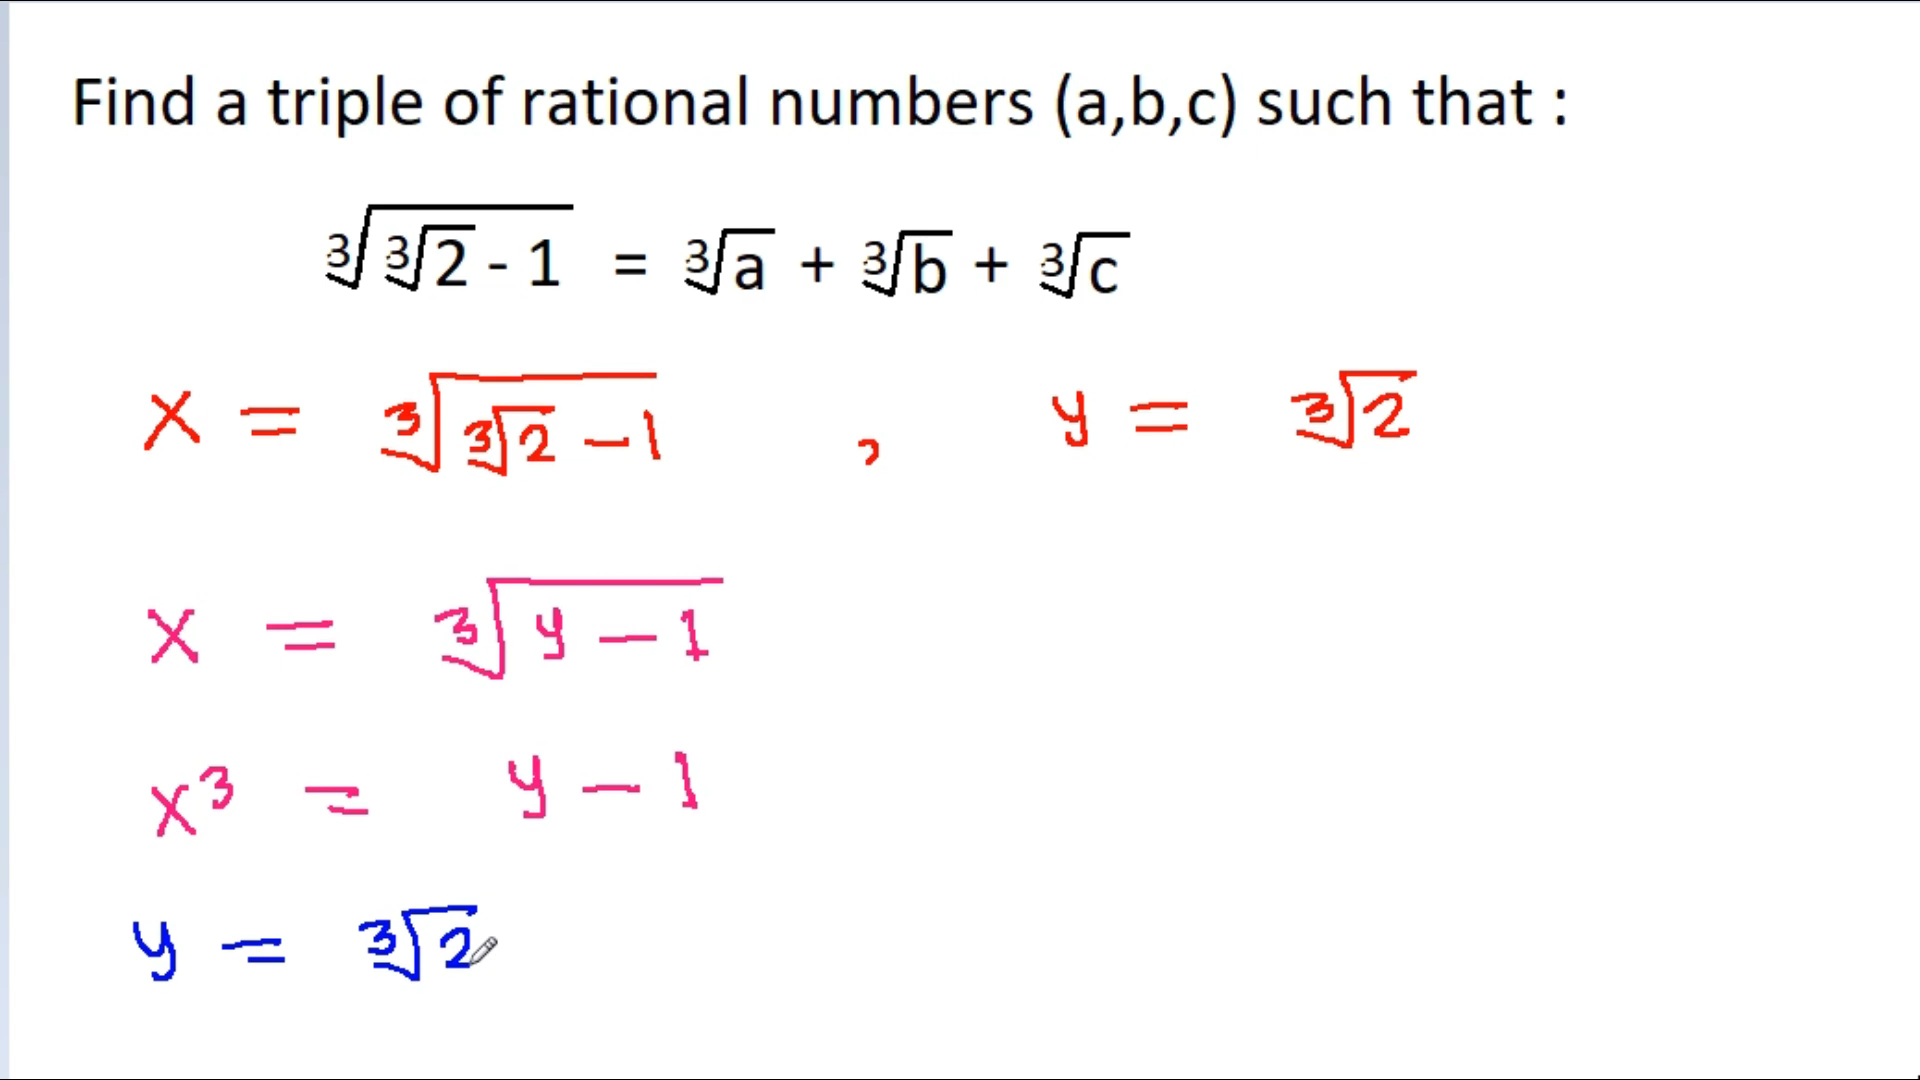 Find a triple of rational numbers (a,b,c) such that :
∛(∛2 - 1) = ∛a + ∛b + ∛c
x = ∛(∛2 - 1) , y = ∛2
x = ∛(y - 1)
x³ = y - 1
y = ∛2